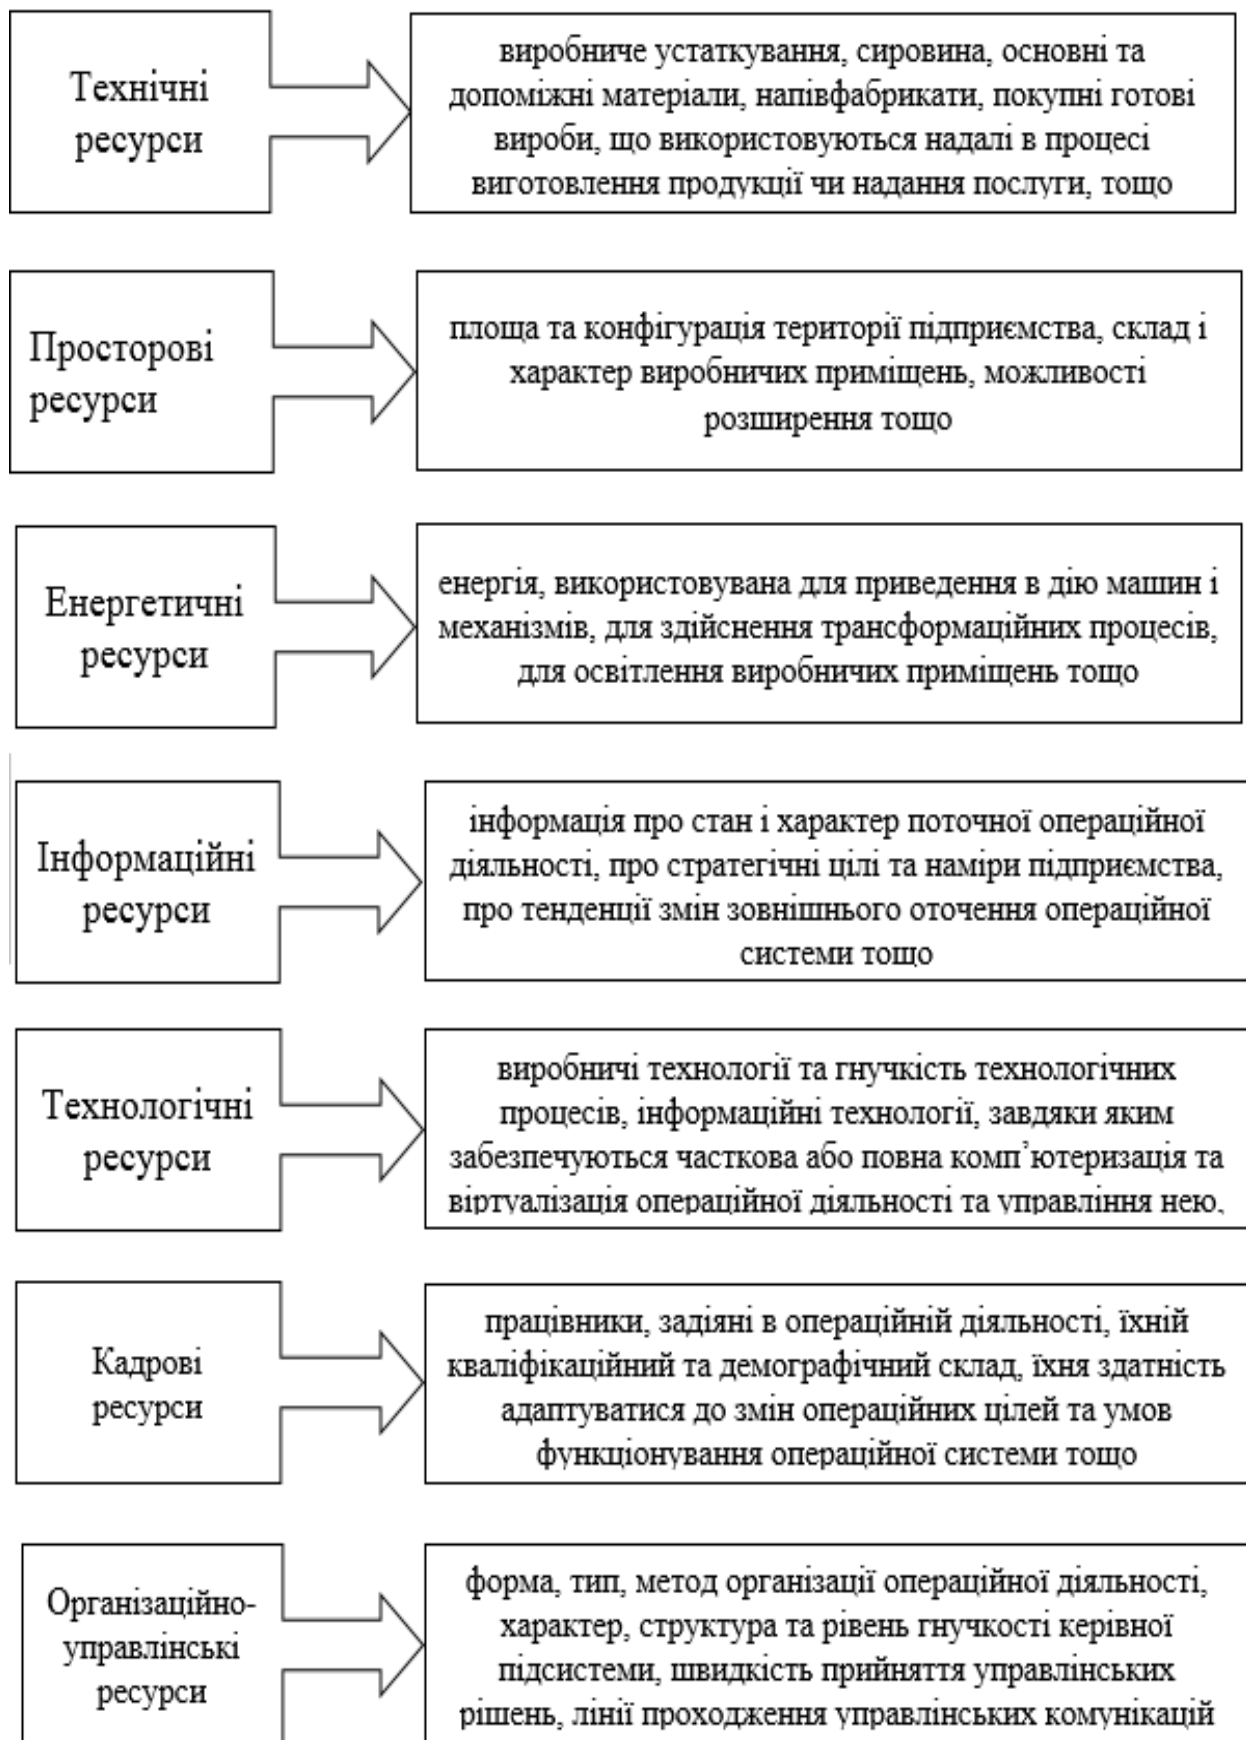 Технічні
ресурси
виробниче устаткування, сировина, основні та
допоміжні матеріали, напівфабрикати, покупні готові
вироби, що використовуються надалі в процесі
виготовлення продукції чи надання послуги, тощо
Просторові
ресурси
площа та конфігурація території підприємства, склад і
характер виробничих приміщень, можливості
розширення тощо
Енергетичні
ресурси
енергія, використовувана для приведення в дію машин і
механізмів, для здійснення трансформаційних процесів,
для освітлення виробничих приміщень тощо
Інформаційні
ресурси
інформація про стан і характер поточної операційної
діяльності, про стратегічні цілі та наміри підприємства,
про тенденції змін зовнішнього оточення операційної
системи тощо
Технологічні
ресурси
виробничі технології та гнучкість технологічних
процесів, інформаційні технології, завдяки яким
забезпечуються часткова або повна комп’ютеризація та
віртуалізація операційної діяльності та управління нею,
Кадрові
ресурси
працівники, задіяні в операційній діяльності, їхній
кваліфікаційний та демографічний склад, їхня здатність
адаптуватися до змін операційних цілей та умов
функціонування операційної системи тощо
Організаційно-
управлінські
ресурси
форма, тип, метод організації операційної діяльності,
характер, структура та рівень гнучкості керівної
підсистеми, швидкість прийняття управлінських
рішень, лінії проходження управлінських комунікацій